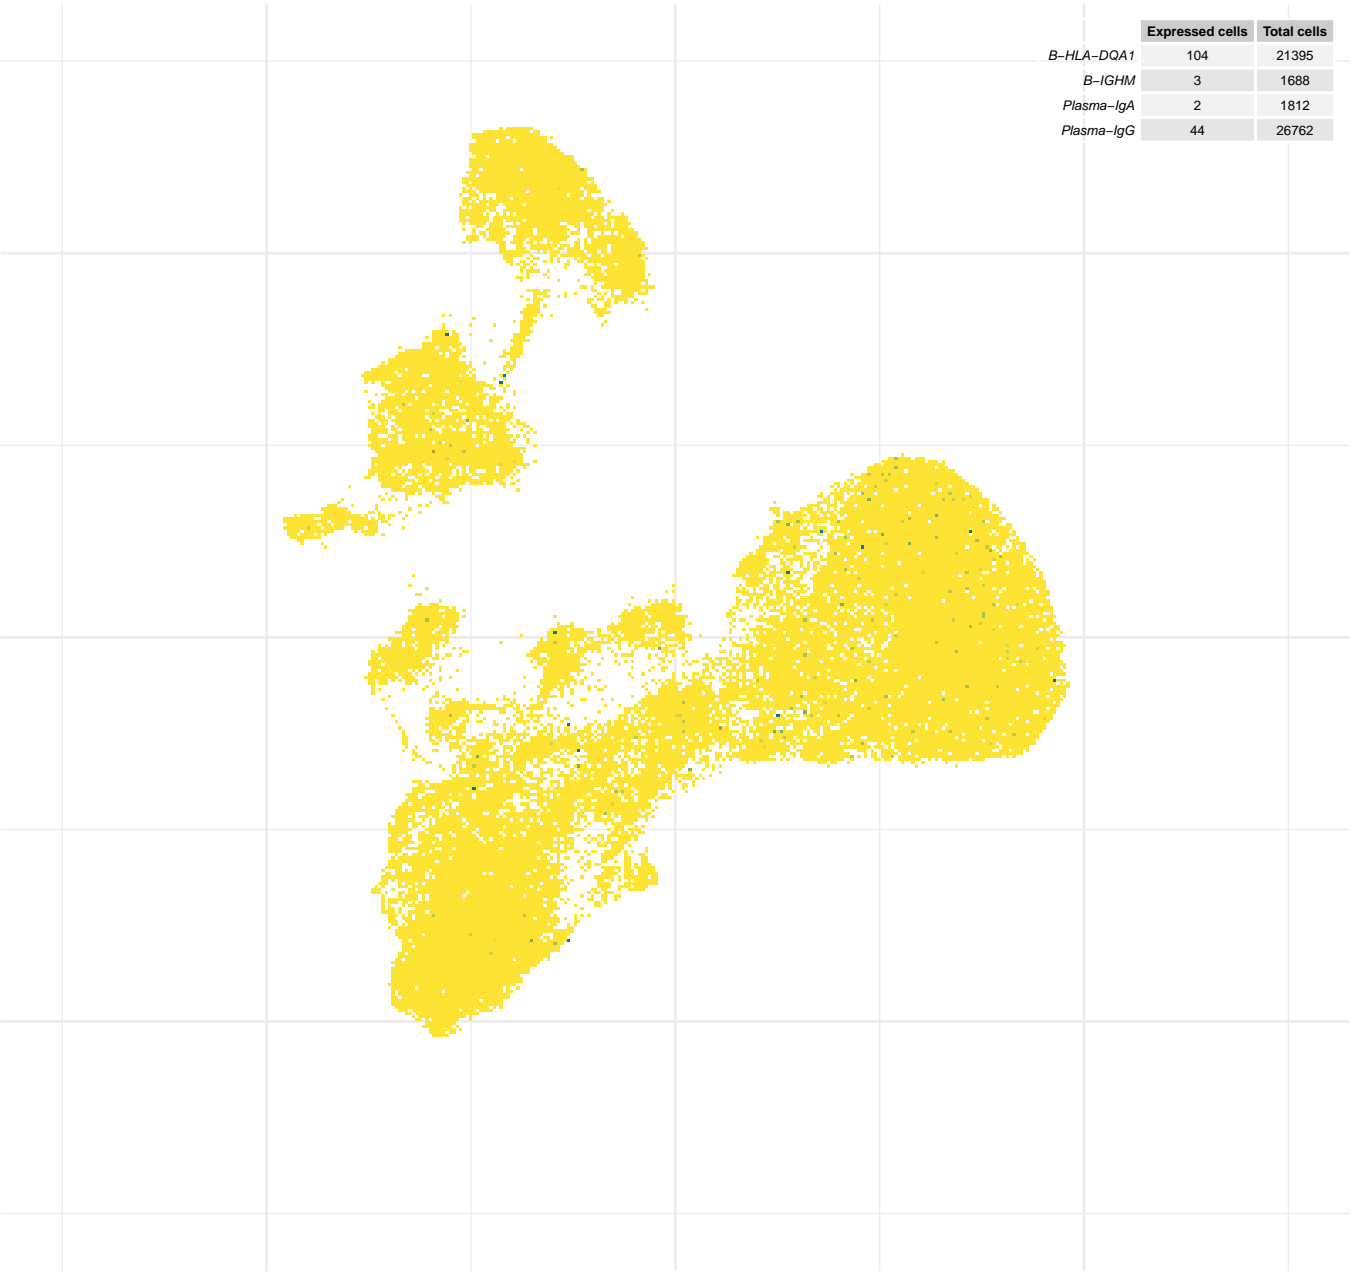 Expressed cells Total cells
B−HLA−DQA1 104 21395
B−IGHM 3 1688
Plasma−IgA 2 1812
Plasma−IgG 44 26762